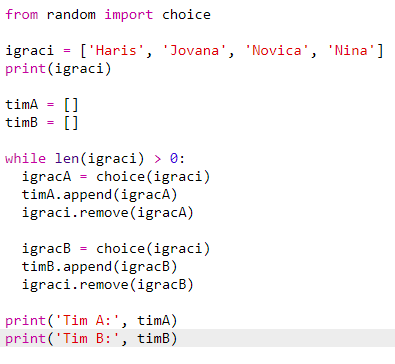 from random import choice
igraci = ['Haris', 'Jovana', 'Novica', 'Nina']
print(igraci)
timA = []
timB = []
while len(igraci) > 0:
  igracA = choice(igraci)
  timA.append(igracA)
  igraci.remove(igracA)
  igracB = choice(igraci)
  timB.append(igracB)
  igraci.remove(igracB)
print('Tim A:', timA)
print('Tim B:', timB)